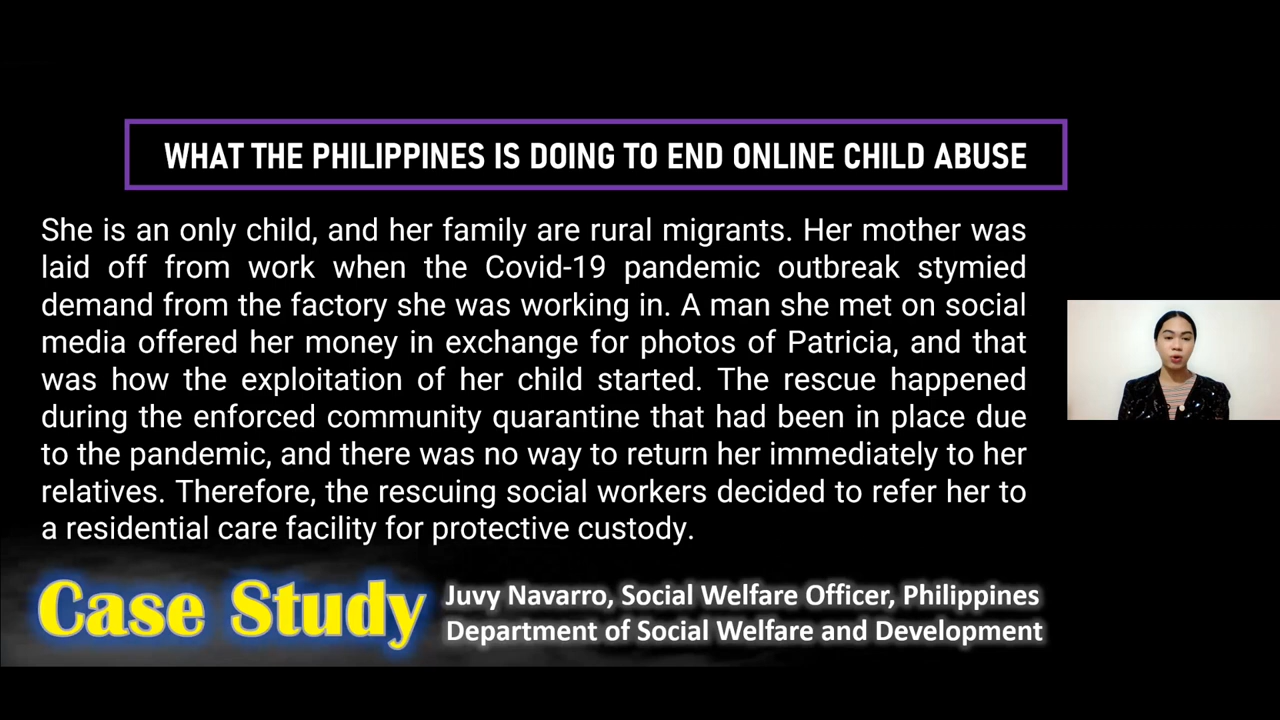 WHAT THE PHILIPPINES IS DOING TO END ONLINE CHILD ABUSE
She is an only child, and her family are rural migrants. Her mother was
laid off from work when the Covid-19 pandemic outbreak stymied
demand from the factory she was working in. A man she met on social
media offered her money in exchange for photos of Patricia, and that
was how the exploitation of her child started. The rescue happened
during the enforced community quarantine that had been in place due
to the pandemic, and there was no way to return her immediately to her
relatives. Therefore, the rescuing social workers decided to refer her to
a residential care facility for protective custody.
Case Study
Juvy Navarro, Social Welfare Officer, Philippines
Department of Social Welfare and Development